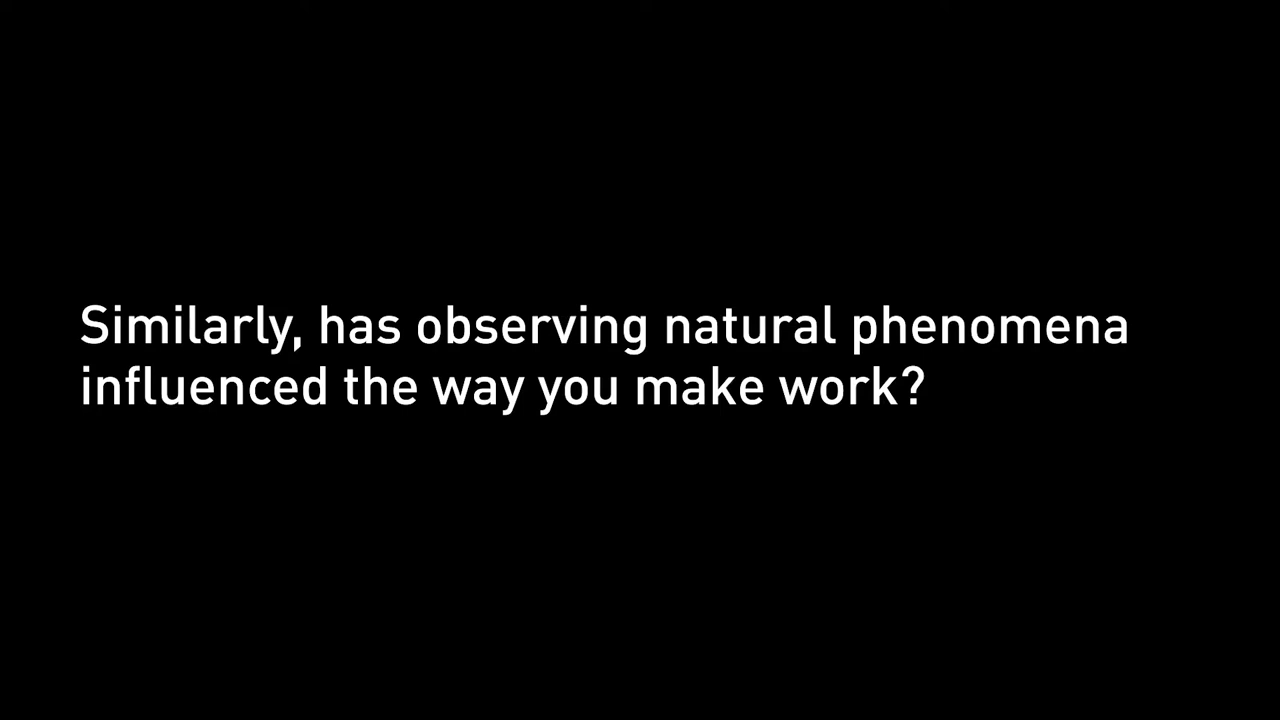 Similarly, has observing natural phenomena
influenced the way you make work?